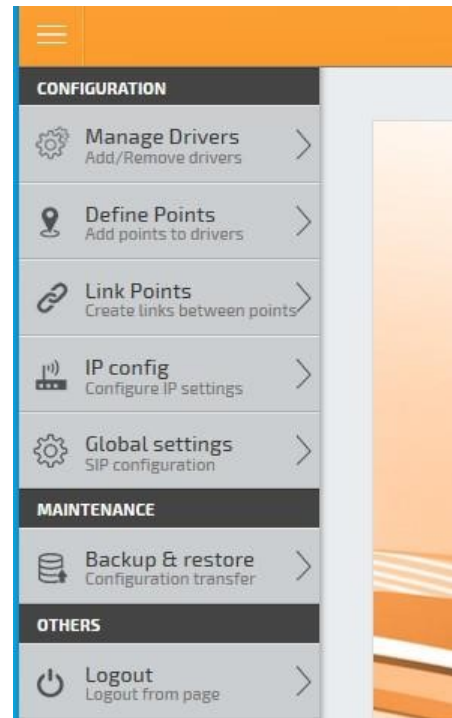 CONFIGURATION
Manage Drivers
Add/Remove drivers
Define Points
Add points to drivers
Link Points
Create links between points
IP config
Configure IP settings
Global settings
SIP configuration
MAINTENANCE
Backup & restore
Configuration transfer
OTHERS
Logout
Logout from page